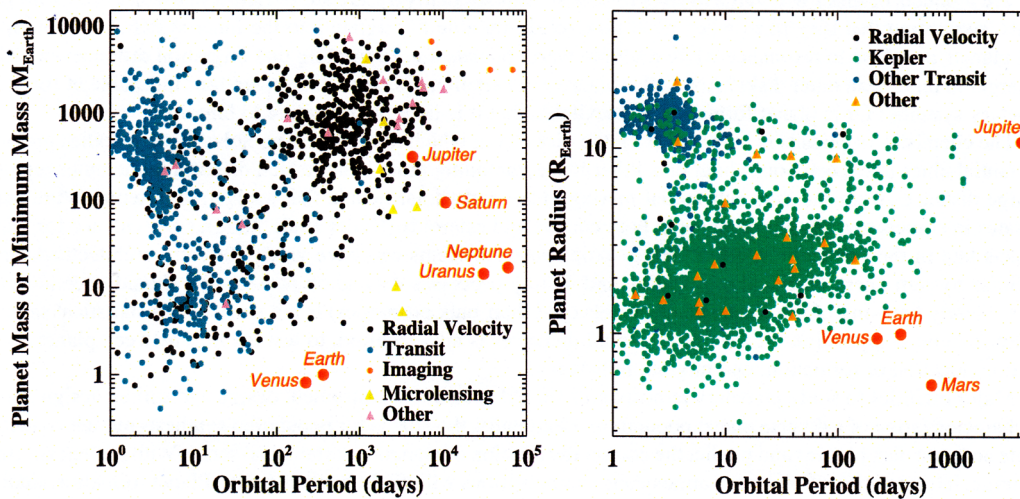 Planet Mass or Minimum Mass (M*Earth)
10000
1000
100
10
1
10⁰ 10¹ 10² 10³ 10⁴ 10⁵
Orbital Period (days)
Jupiter
Saturn
Neptune
Uranus
Earth
Venus
Radial Velocity
Transit
Imaging
Microlensing
Other
Planet Radius (REarth)
10
1
1 10 100 1000
Orbital Period (days)
Radial Velocity
Kepler
Other Transit
Other
Jupite
Earth
Venus
Mars